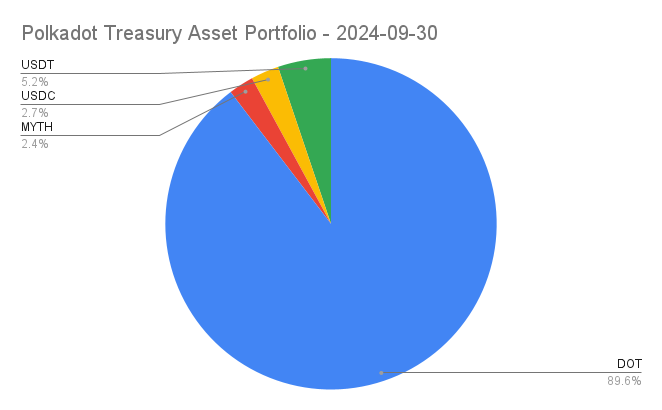 Polkadot Treasury Asset Portfolio - 2024-09-30
USDT
5.2%
USDC
2.7%
MYTH
2.4%
DOT
89.6%